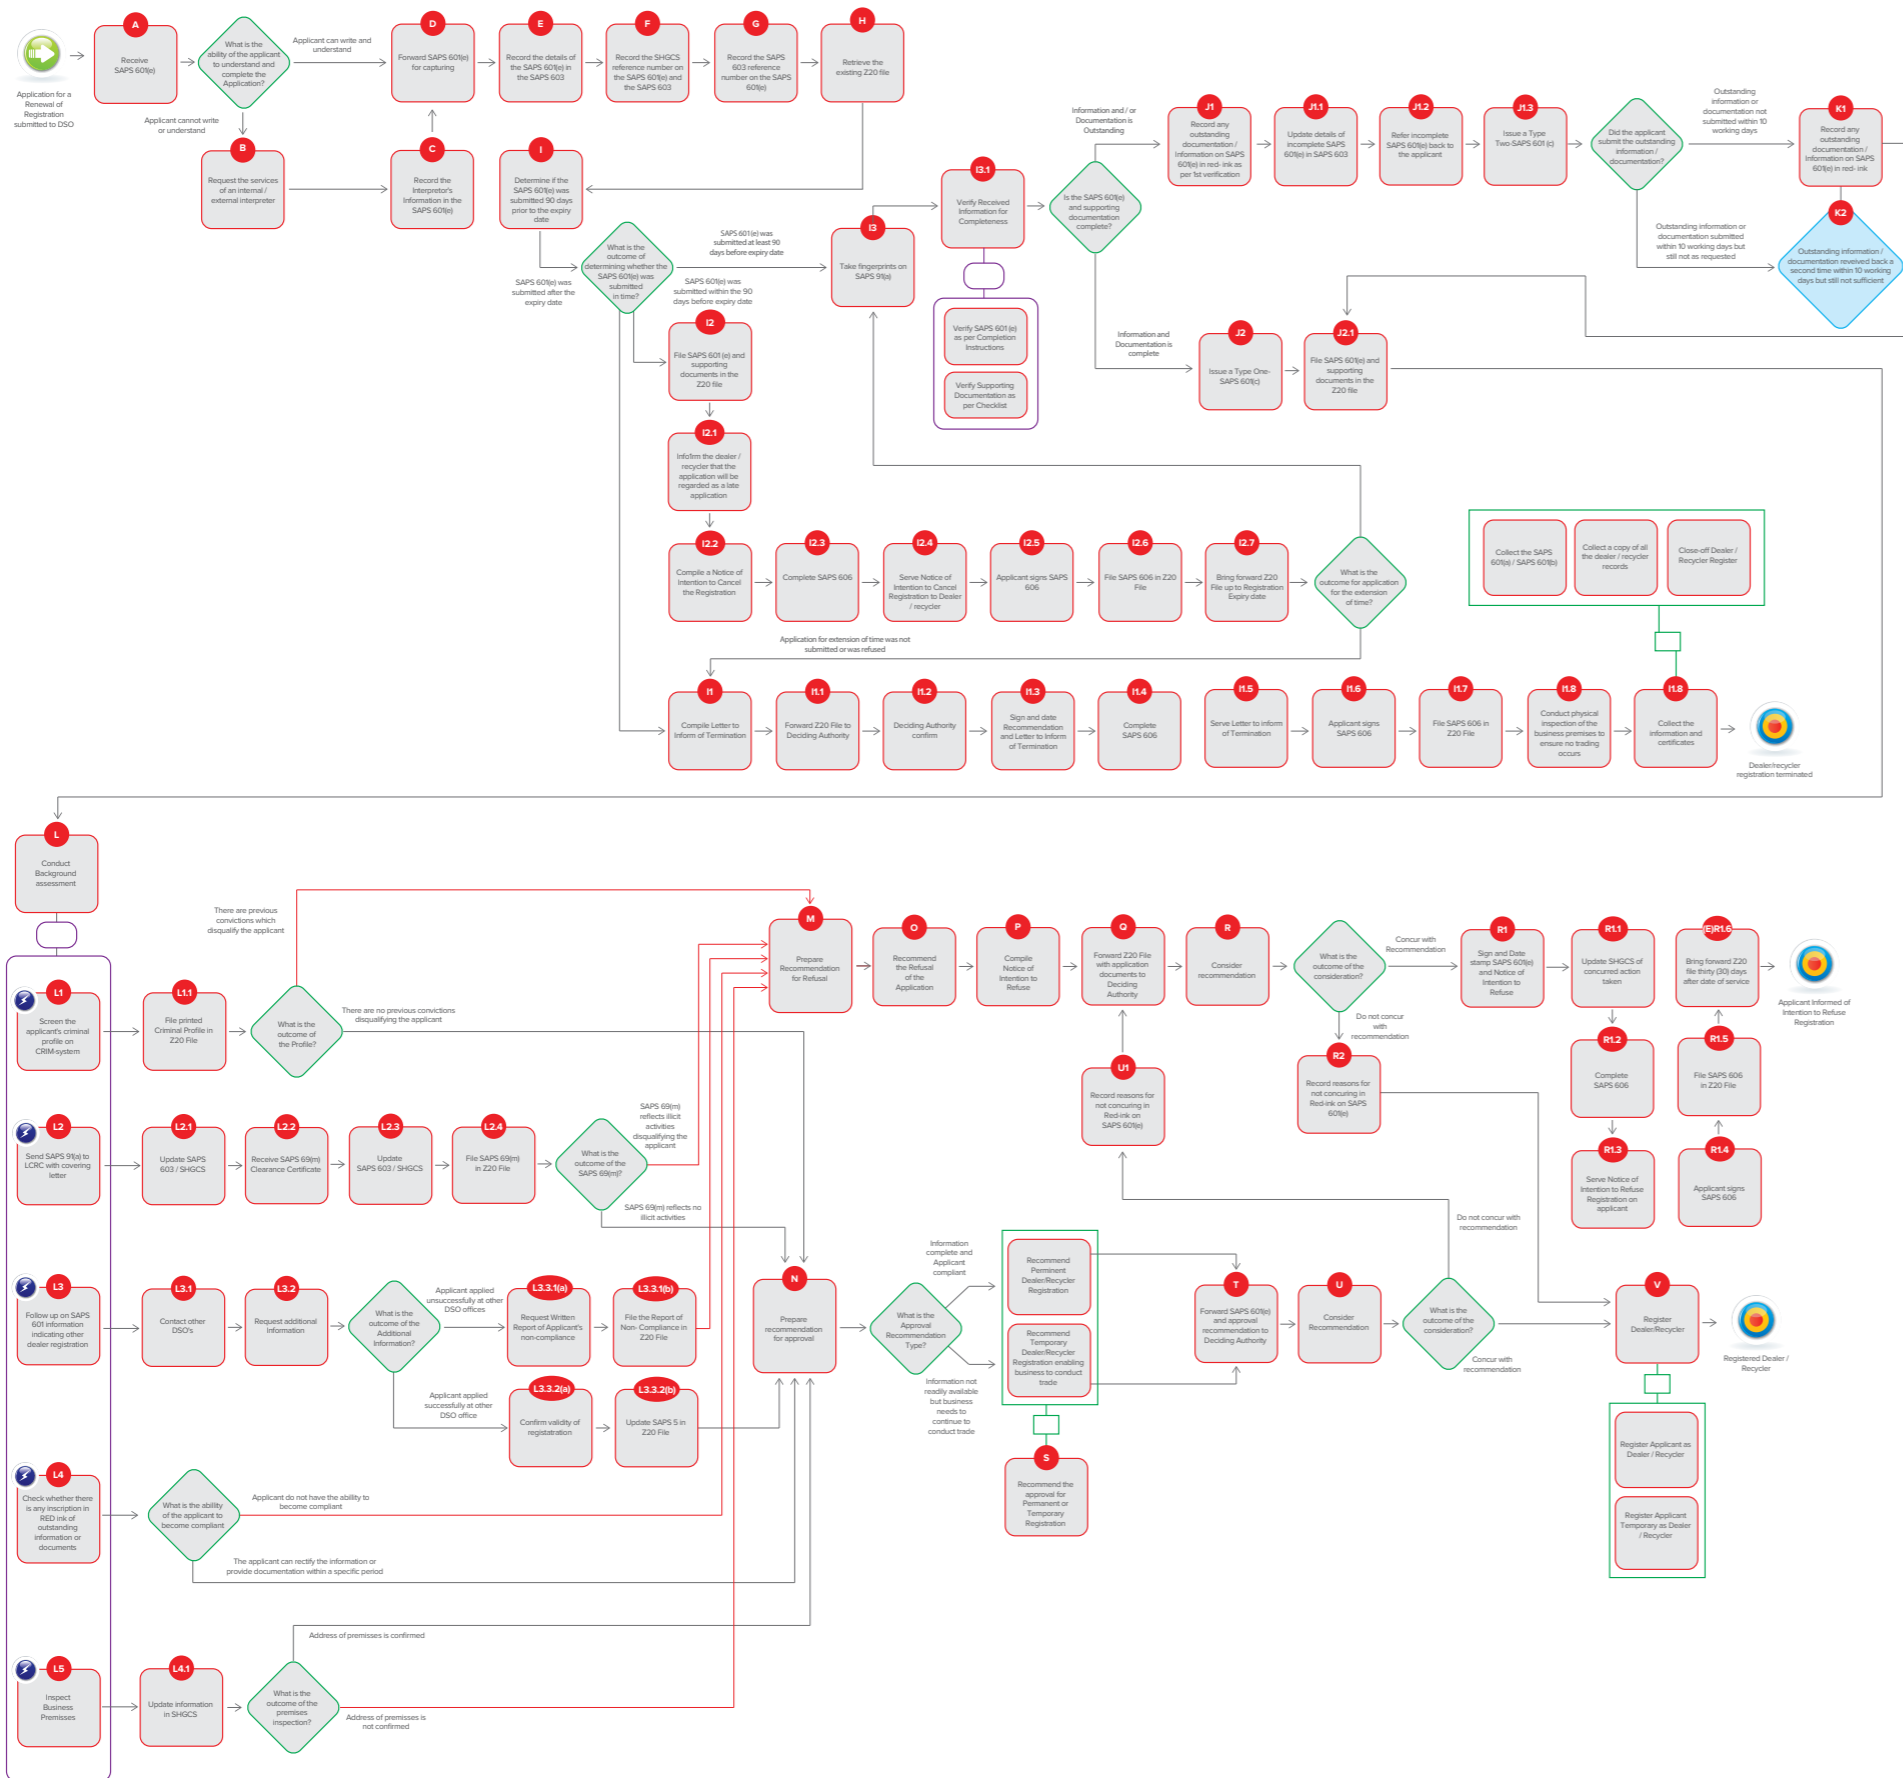 Application for a
Renewal of
Registration
submitted to DSO
A
Receive
SAPS 601(e)
What is the
ability of the applicant
to understand and
complete the
Application?
Applicant can write and
understand
Applicant cannot write
or understand
B
Request the services
of an internal /
external interpreter
C
Record the
Interpretor's
Information in the
SAPS 601(e)
D
Forward SAPS 601(e)
for capturing
E
Record the details of
the SAPS 601(e) in
the SAPS 603
F
Record the SHGCS
reference number on
the SAPS 601(e) and
the SAPS 603
G
Record the SAPS
603 reference
number on the SAPS
601(e)
H
Retrieve the
existing Z20 file
I
Determine if the
SAPS 601(e) was
submitted 90 days
prior to the expiry
date
SAPS 601(e) was
submitted after the
expiry date
What is the
outcome of
determining whether the
SAPS 601(e) was
submitted
in time?
SAPS 601(e) was
submitted at least 90
days before expiry date
SAPS 601(e) was
submitted within the 90
days before expiry date
I3
Take fingerprints on
SAPS 91(a)
I3.1
Verify Received
Information for
Completeness
Verify SAPS 601 (e)
as per Completion
Instructions
Verify Supporting
Documentation as
per Checklist
Is the SAPS 601(e)
and supporting
documentation
complete?
Information and / or
Documentation is
Outstanding
J1
Record any
outstanding
documentation /
Information on SAPS
601(e) in red- ink as
per 1st verification
J1.1
Update details of
incomplete SAPS
601(e) in SAPS 603
J1.2
Refer incomplete
SAPS 601(e) back to
the applicant
J1.3
Issue a Type
Two-SAPS 601 (c)
Did the applicant
submit the outstanding
information /
documentation?
Outstanding
information or
documentation not
submitted within 10
working days
K1
Record any
outstanding
documentation /
Information on SAPS
601(e) in red- ink
Outstanding information or
documentation submitted
within 10 working days but
still not as requested
K2
Outstanding information /
documentation reveived back a
second time within 10 working
days but still not sufficient
Information and
Documentation is
complete
J2
Issue a Type One-
SAPS 601(c)
J2.1
File SAPS 601(e) and
supporting
documents in the
Z20 file
I2
File SAPS 601 (e) and
supporting
documents in the
Z20 file
I2.1
Info1rm the dealer /
recycler that the
application will be
regarded as a late
application
I2.2
Compile a Notice of
Intention to Cancel
the Registration
I2.3
Complete SAPS 606
I2.4
Serve Notice of
Intention to Cancel
Registration to Dealer
/ recycler
I2.5
Applicant signs SAPS
606
I2.6
File SAPS 606 in Z20
File
I2.7
Bring forward Z20
File up to Registration
Expiry date
What is the
outcome for application
for the extension
of time?
Application for extension of time was not
submitted or was refused
Collect the SAPS
601(a) / SAPS 601(b)
Collect a copy of all
the dealer / recycler
records
Close-off Dealer /
Recycler Register
I1
Compile Letter to
Inform of Termination
I1.1
Forward Z20 File to
Deciding Authority
I1.2
Deciding Authority
confirm
I1.3
Sign and date
Recommendation
and Letter to Inform
of Termination
I1.4
Complete
SAPS 606
I1.5
Serve Letter to inform
of Termination
I1.6
Applicant signs
SAPS 606
I1.7
File SAPS 606 in
Z20 File
I1.8
Conduct physical
inspection of the
business premises to
ensure no trading
occurs
I1.8
Collect the
information and
certificates
Dealer/recycler
registration terminated
L
Conduct
Background
assessment
There are previous
convictions which
disqualify the applicant
L1
Screen the
applicant's criminal
profile on
CRIM-system
L1.1
File printed
Criminal Profile in
Z20 File
What is the
outcome of
the Profile?
There are no previous convictions
disqualifying the applicant
L2
Send SAPS 91(a) to
LCRC with covering
letter
L2.1
Update SAPS
603 / SHGCS
L2.2
Receive SAPS 69(m)
Clearance Certificate
L2.3
Update
SAPS 603 / SHGCS
L2.4
File SAPS 69(m)
in Z20 File
What is the
outcome of the
SAPS 69(m)?
SAPS 69(m)
reflects illicit
activities
disqualifying the
applicant
SAPS 69(m) reflects no
illicit activities
L3
Follow up on SAPS
601 information
indicating other
dealer registration
L3.1
Contact other
DSO's
L3.2
Request additional
Information
What is the
outcome of the
Additional
Information?
Applicant applied
unsuccessfully at other
DSO offices
L3.3.1(a)
Request Written
Report of Applicant's
non-compliance
L3.3.1(b)
File the Report of
Non- Compliance in
Z20 File
Applicant applied
successfully at other
DSO office
L3.3.2(a)
Confirm validity of
registatration
L3.3.2(b)
Update SAPS 5 in
Z20 File
L4
Check whether there
is any inscription in
RED ink of
outstanding
information or
documents
What is the ability
of the applicant to
become compliant
Applicant do not have the ability to
become compliant
The applicant can rectify the information or
provide documentation within a specific period
L5
Inspect
Business
Premisses
L4.1
Update information
in SHGCS
What is the
outcome of the
premises
inspection?
Address of premisses is confirmed
Address of premisses is
not confirmed
M
Prepare
Recommendation
for Refusal
O
Recommend
the Refusal
of the
Application
P
Compile
Notice of
Intention to
Refuse
Q
Forward Z20 File
with application
documents to
Deciding
Authority
R
Consider
recommendation
What is the
outcome of the
consideration?
Concur with
Recommendation
Do not concur
with
recommendation
R1
Sign and Date
stamp SAPS 601(e)
and Notice of
Intention to
Refuse
R1.1
Update SHGCS of
concurred action
taken
(E)R1.6
Bring forward Z20
file thirty (30) days
after date of service
Applicant Informed of
Intention to Refuse
Registration
R1.2
Complete
SAPS 606
R1.5
File SAPS 606
in Z20 File
R1.3
Serve Notice of
Intention to Refuse
Registration on
applicant
R1.4
Applicant signs
SAPS 606
R2
Record reasons for
not concuring in
Red-ink on SAPS
601(e)
U1
Record reasons for
not concuring in
Red-ink on
SAPS 601(e)
N
Prepare
recommendation
for approval
What is the
Approval
Recommendation
Type?
Information
complete and
Applicant
compliant
Information not
readily available
but business
needs to
continue to
conduct trade
Recommend
Perminent
Dealer/Recycler
Registration
Recommend
Temporary
Dealer/Recycler
Registration enabling
business to conduct
trade
S
Recommend the
approval for
Permanent or
Temporary
Registration
T
Forward SAPS 601(e)
and approval
recommendation to
Deciding Authority
U
Consider
Recommendation
What is the
outcome of the
consideration?
Do not concur with
recommendation
Concur with
recommendation
V
Register
Dealer/Recycler
Registered Dealer /
Recycler
Register Applicant as
Dealer / Recycler
Register Applicant
Temporary as Dealer
/ Recycler